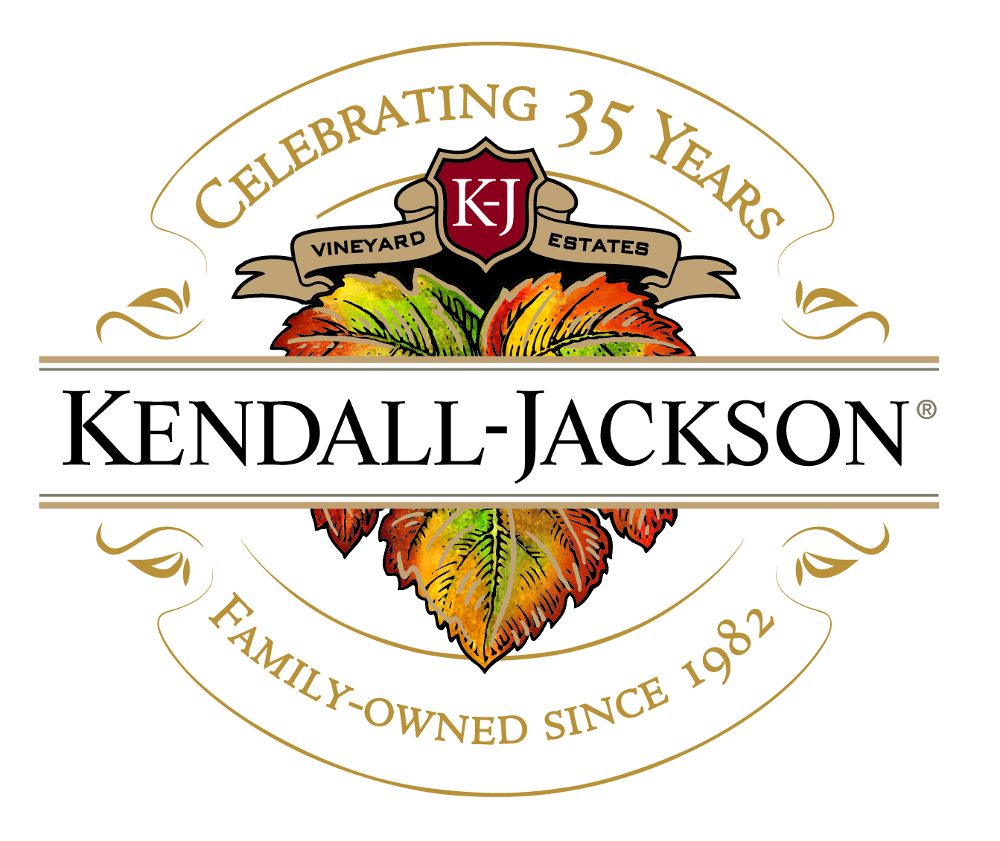 Celebrating 35 Years
K-J
VINEYARD ESTATES
KENDALL-JACKSON®
Family-owned since 1982